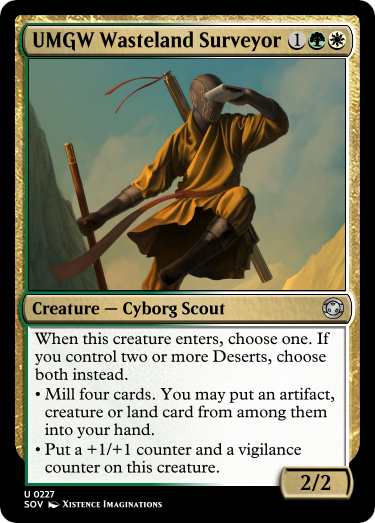 UMGW Wasteland Surveyor 1
Creature — Cyborg Scout
When this creature enters, choose one. If
you control two or more Deserts, choose
both instead.
• Mill four cards. You may put an artifact,
creature or land card from among them
into your hand.
• Put a +1/+1 counter and a vigilance
counter on this creature.
2/2
U 0227
SOV XISTENCE IMAGINATIONS